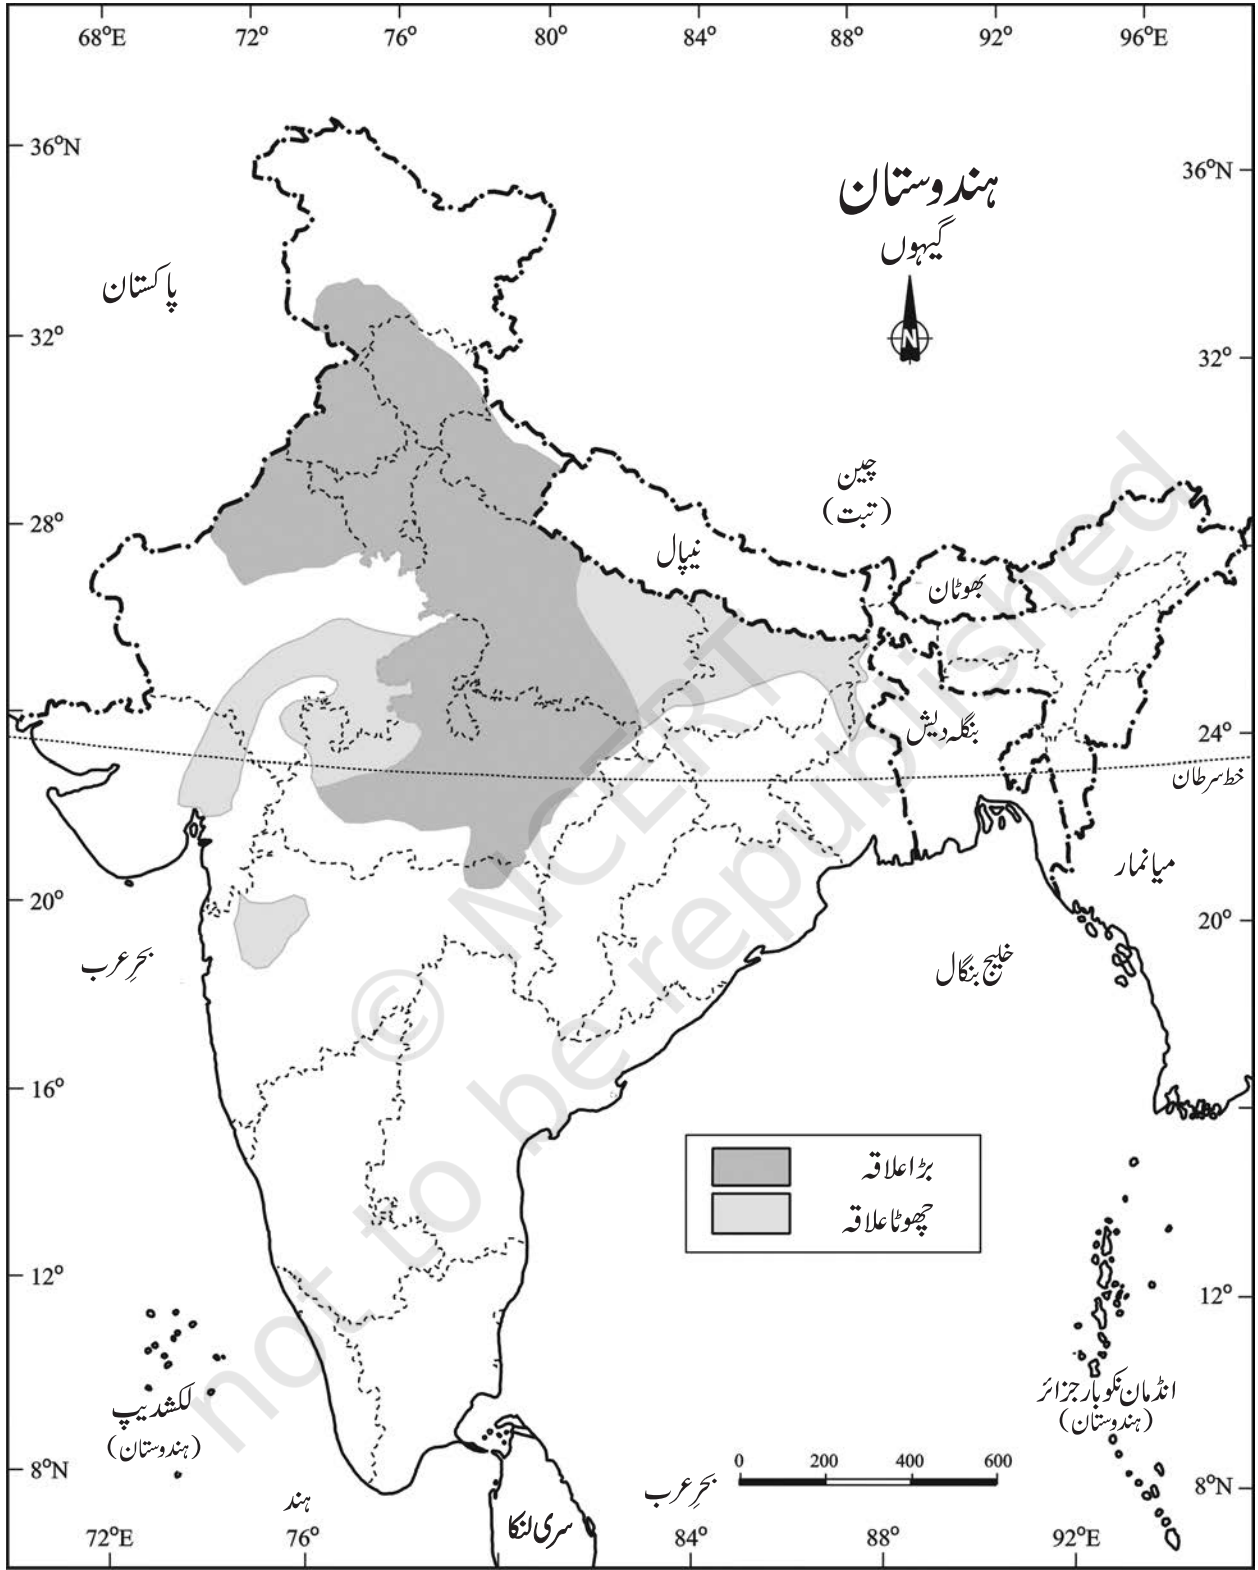 68°E 72° 76° 80° 84° 88° 92° 96°E
36°N
36°N
ہندوستان
گیہوں
پاکستان
N
32°
32°
چین
(تبت)
28°
نیپال
بھوٹان
24°
بنگلہ دیش
خط سرطان
میانمار
20°
20°
بحرِعرب
خلیج بنگال
16°
بڑا علاقہ
چھوٹا علاقہ
12°
12°
لکشدیپ
(ہندوستان)
انڈمان نکوبار جزائر
(ہندوستان)
8°N
0 200 400 600
8°N
ہند
سری لنکا
بحرِعرب
72°E 76° 84° 88° 92°E
© NCERT
not to be republished